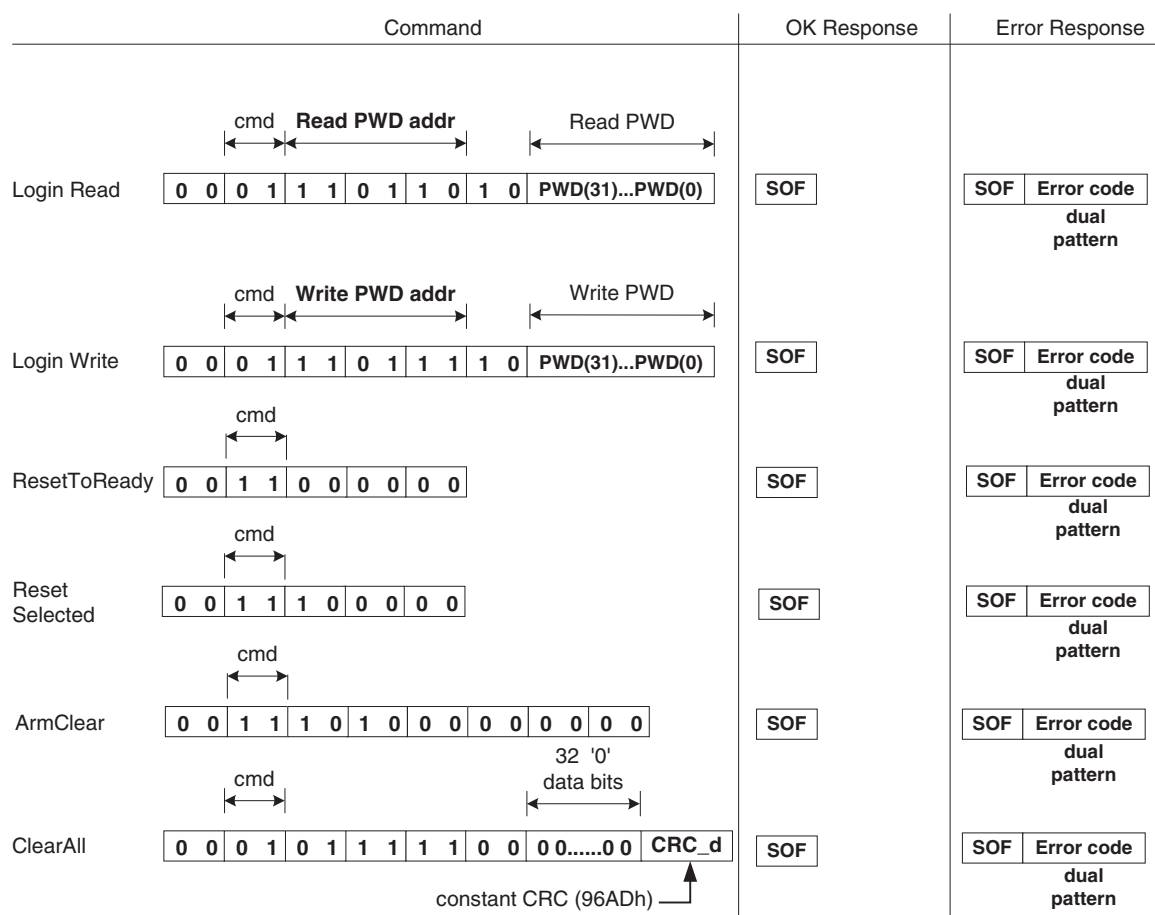 Command OK Response Error Response
cmd Read PWD addr Read PWD
Login Read 0 0 0 1 1 1 0 1 1 0 1 0 PWD(31)...PWD(0) SOF SOF Error code
dual
pattern
cmd Write PWD addr Write PWD
Login Write 0 0 0 1 1 1 0 1 1 1 1 0 PWD(31)...PWD(0) SOF SOF Error code
dual
pattern
cmd
ResetToReady 0 0 1 1 0 0 0 0 0 0 SOF SOF Error code
dual
pattern
cmd
Reset
Selected 0 0 1 1 1 0 0 0 0 0 SOF SOF Error code
dual
pattern
cmd
ArmClear 0 0 1 1 1 0 1 0 0 0 0 0 0 0 0 0 SOF SOF Error code
dual
pattern
32 '0'
cmd data bits
ClearAll 0 0 0 1 0 1 1 1 1 1 0 0 0 0......0 0 CRC_d SOF SOF Error code
dual
pattern
constant CRC (96ADh)